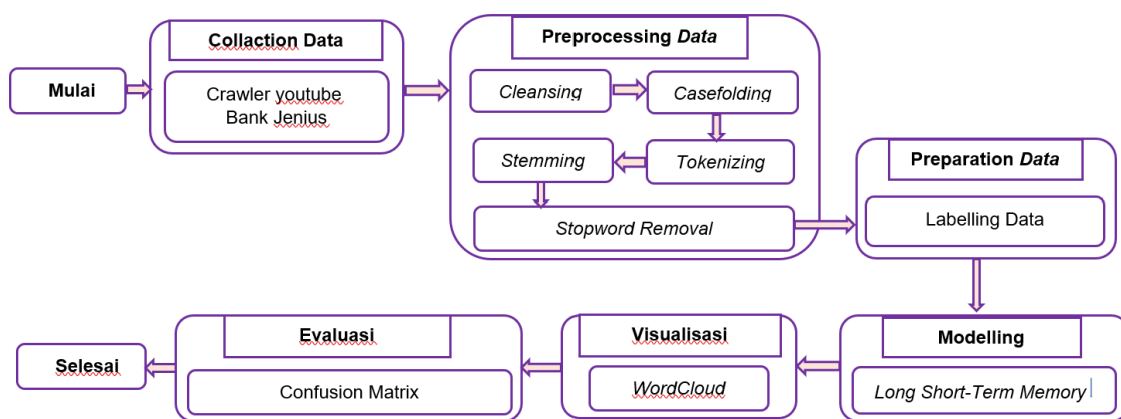 Mulai
Collaction Data
Crawler youtube
Bank Jenius
Preprocessing Data
Cleansing
Casefolding
Tokenizing
Stemming
Stopword Removal
Preparation Data
Labelling Data
Modelling
Long Short-Term Memory
Visualisasi
WordCloud
Evaluasi
Confusion Matrix
Selesai